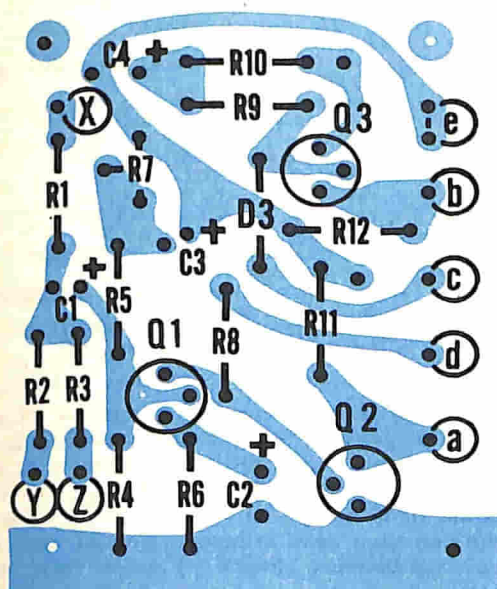 C4 + R10
R9
X
Q3
e
R7
R1
b
D3
+
R12
C3
+
C1
R5
c
R11
Q1
R8
d
R2
R3
Q2
a
+
Y
Z
R4
R6
C2